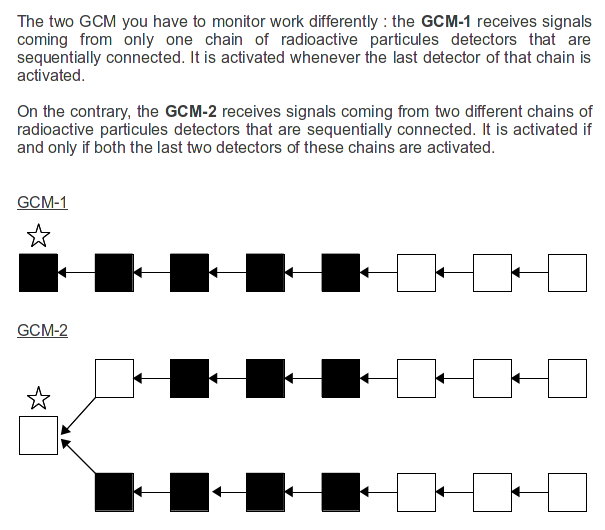 The two GCM you have to monitor work differently : the GCM-1 receives signals
coming from only one chain of radioactive particules detectors that are
sequentially connected. It is activated whenever the last detector of that chain is
activated.
On the contrary, the GCM-2 receives signals coming from two different chains of
radioactive particules detectors that are sequentially connected. It is activated if
and only if both the last two detectors of these chains are activated.
GCM-1
GCM-2